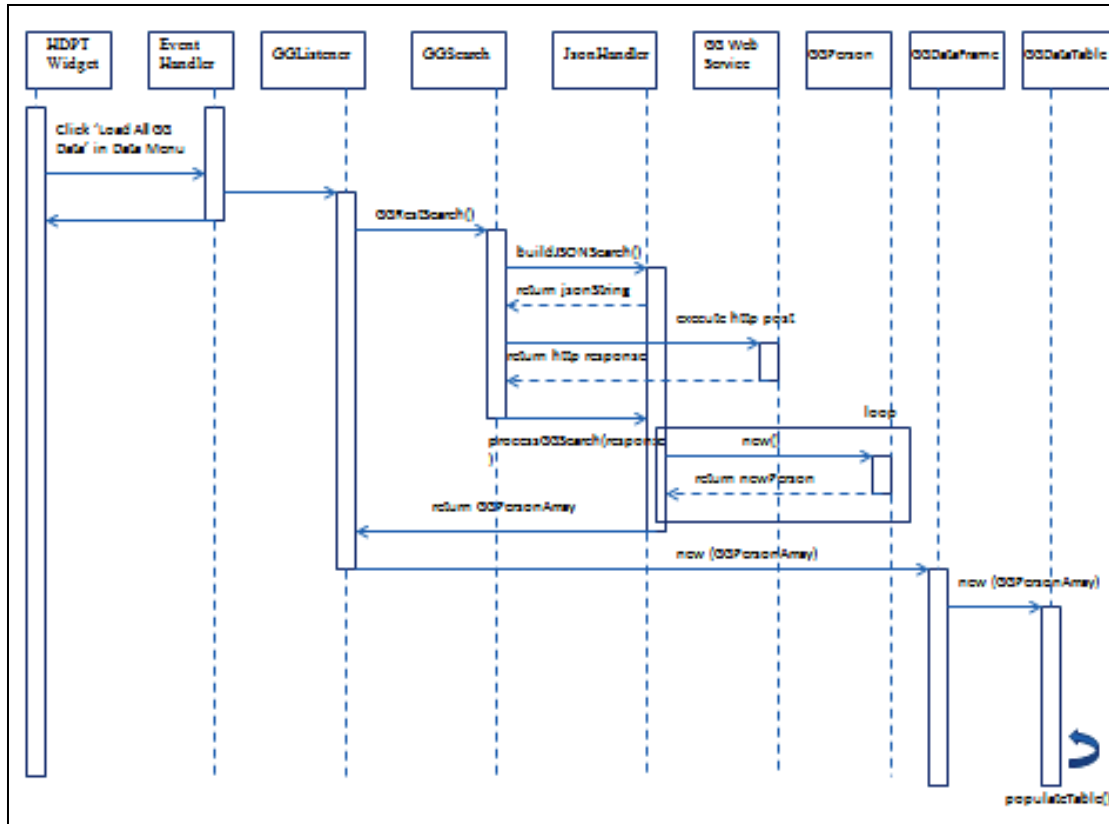 HDPT
Widget
Event
Handler
GGListener
GGSearch
JsonHandler
GG Web
Service
GGPerson
GGDataFrame
GGDataTable
Click 'Load All GG
Data' in Data Menu
GGRestSearch()
buildJSONSearch()
return jsonString
execute http post
return http response
loop
processGGSearch(response
)
new()
return newPerson
return GGPersonArray
new (GGPersonArray)
new (GGPersonArray)
populateTable()